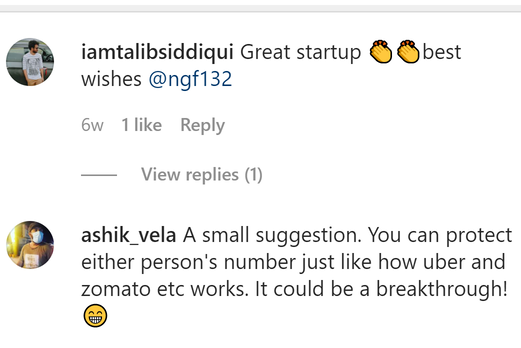 iamtalibsiddiqui Great startup 👏👏best
wishes @ngf132
6w 1 like Reply
View replies (1)
ashik_vela A small suggestion. You can protect
either person's number just like how uber and
zomato etc works. It could be a breakthrough!
😁